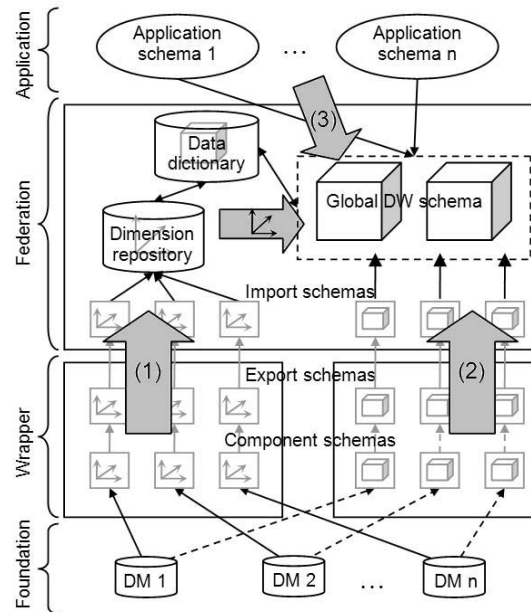 Application
Application
schema 1
...
Application
schema n
(3)
Federation
Data
dictionary
Global DW schema
Dimension
repository
Import schemas
(1)
(2)
Export schemas
Wrapper
Component schemas
Foundation
DM 1
DM 2
...
DM n